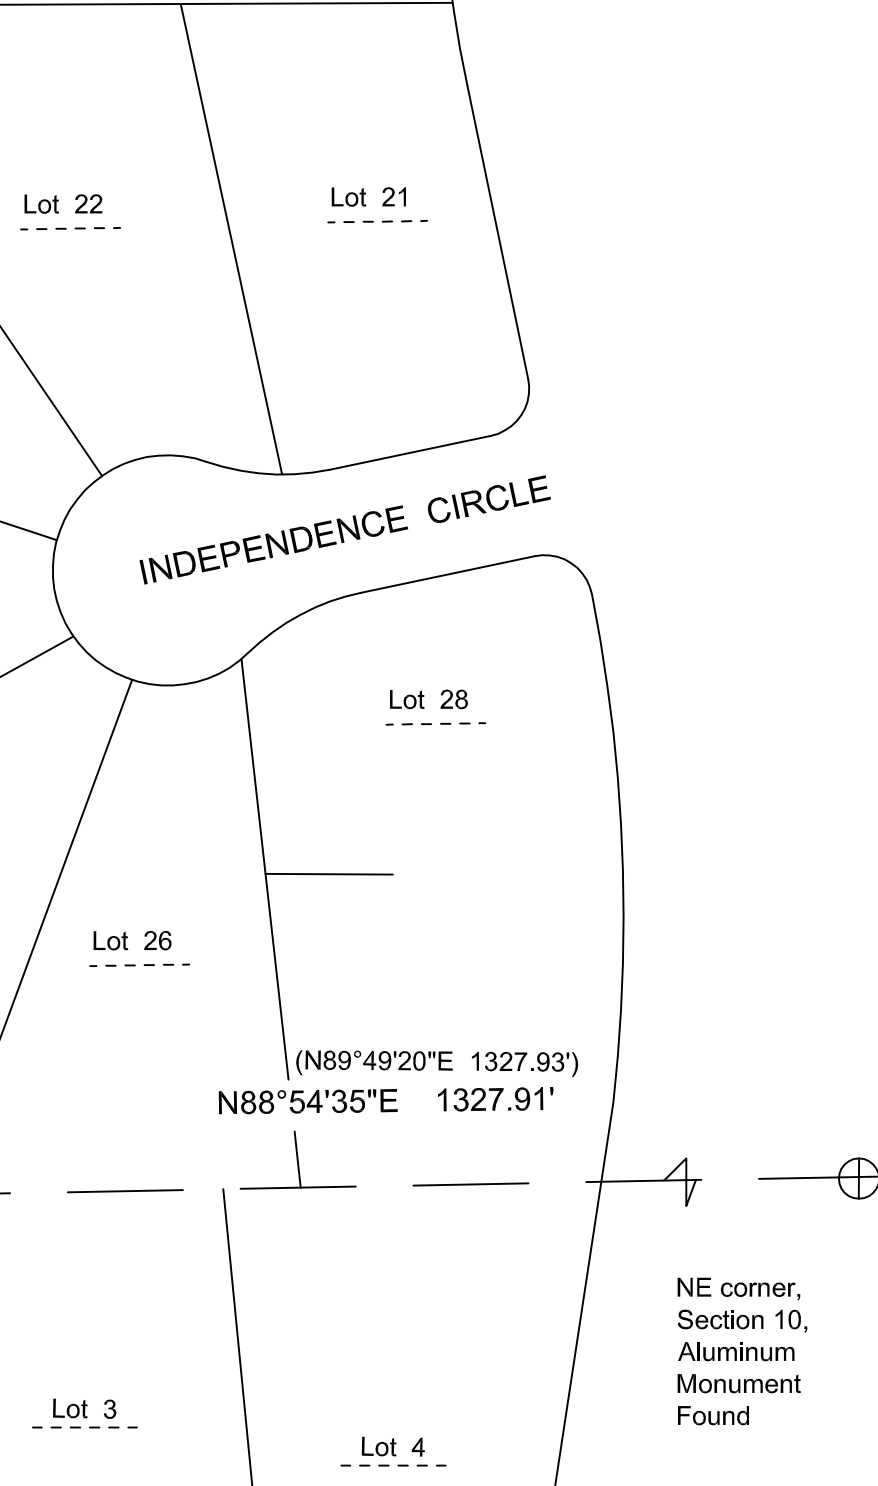 Lot 22
Lot 21
INDEPENDENCE CIRCLE
Lot 28
Lot 26
(N89°49'20"E 1327.93')
N88°54'35"E 1327.91'
NE corner,
Section 10,
Aluminum
Monument
Found
Lot 3
Lot 4